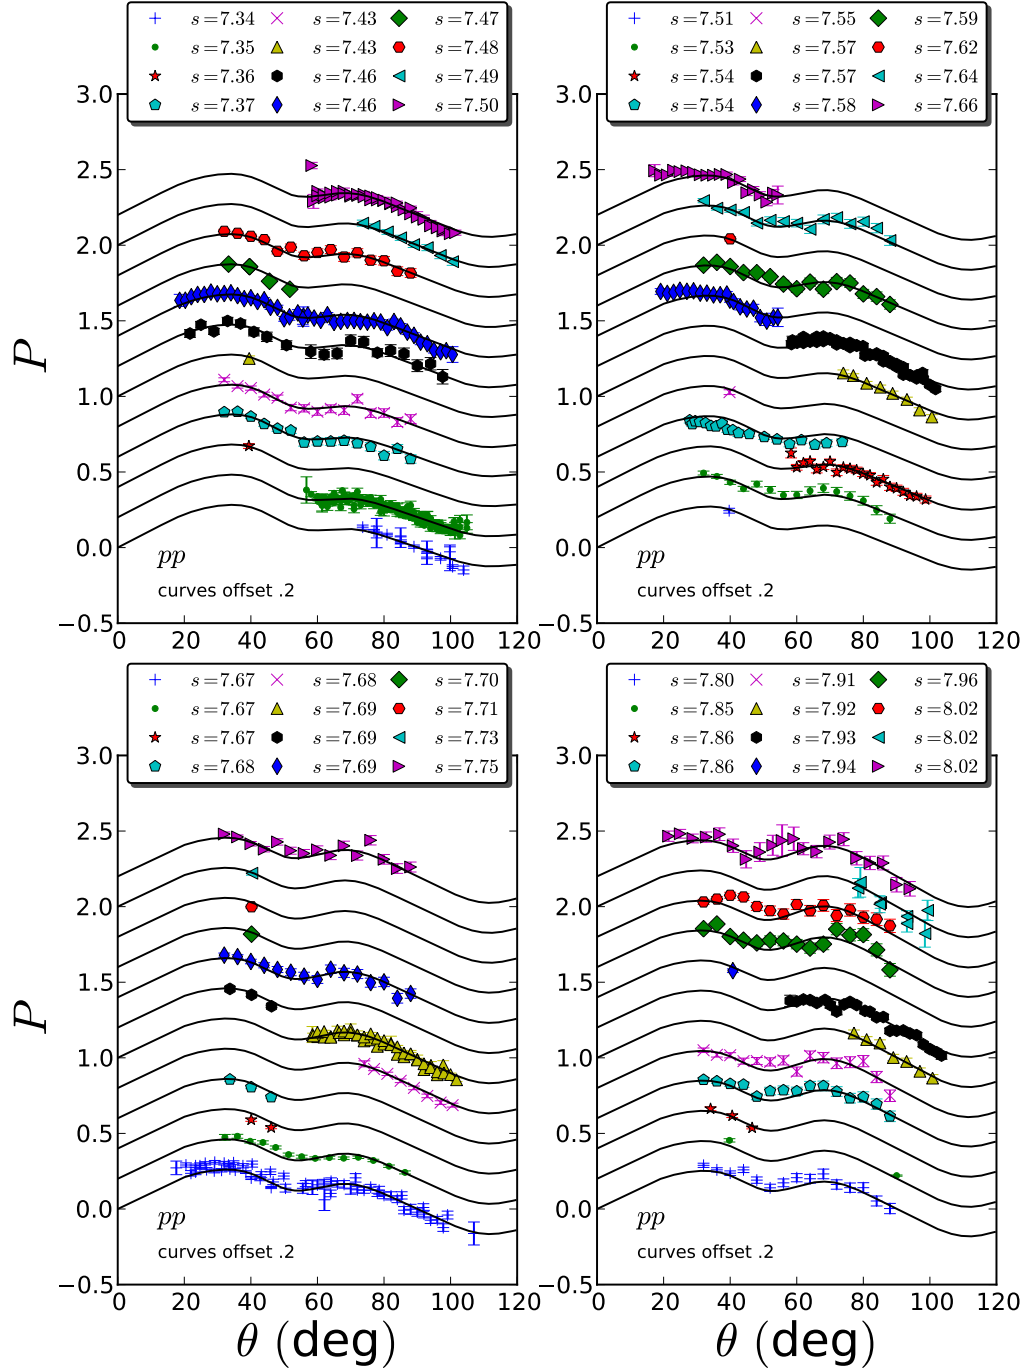 s=7.34 s=7.43 s=7.47
s=7.35 s=7.43 s=7.48
s=7.36 s=7.46 s=7.49
s=7.37 s=7.46 s=7.50
3.0
2.5
2.0
1.5
1.0
0.5
0.0
−0.5
P
pp
curves offset .2
0 20 40 60 80 100 120
s=7.51 s=7.55 s=7.59
s=7.53 s=7.57 s=7.62
s=7.54 s=7.57 s=7.64
s=7.54 s=7.58 s=7.66
3.0
2.5
2.0
1.5
1.0
0.5
0.0
−0.5
pp
curves offset .2
0 20 40 60 80 100 120
s=7.67 s=7.68 s=7.70
s=7.67 s=7.69 s=7.71
s=7.67 s=7.69 s=7.73
s=7.68 s=7.69 s=7.75
3.0
2.5
2.0
1.5
1.0
0.5
0.0
−0.5
P
pp
curves offset .2
0 20 40 60 80 100 120
θ (deg)
s=7.80 s=7.91 s=7.96
s=7.85 s=7.92 s=8.02
s=7.86 s=7.93 s=8.02
s=7.86 s=7.94 s=8.02
3.0
2.5
2.0
1.5
1.0
0.5
0.0
−0.5
pp
curves offset .2
0 20 40 60 80 100 120
θ (deg)